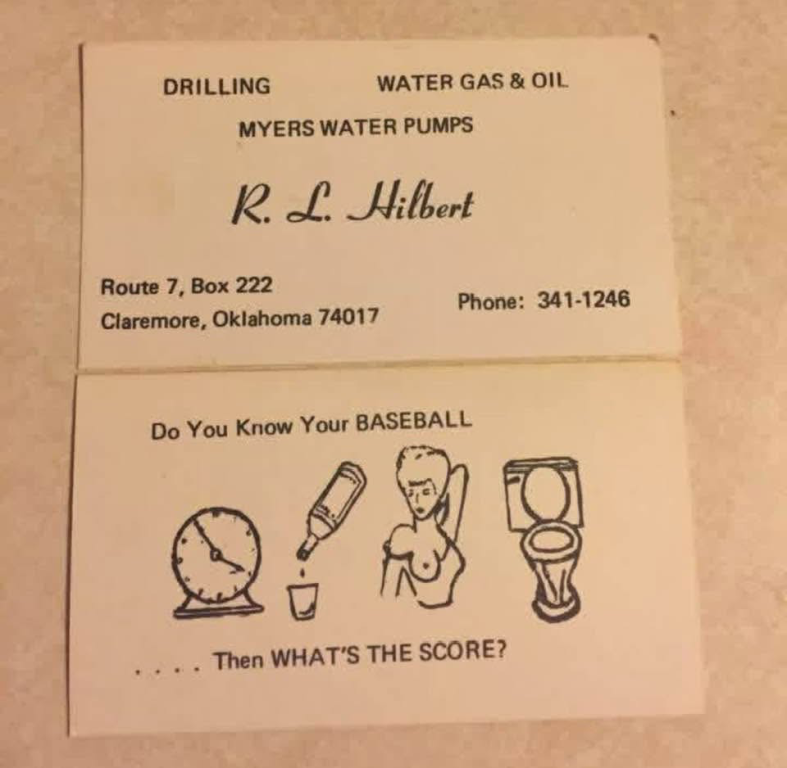 DRILLING WATER GAS & OIL
MYERS WATER PUMPS
R. L. Hilbert
Route 7, Box 222
Claremore, Oklahoma 74017
Phone: 341-1246
Do You Know Your BASEBALL
. . . . Then WHAT'S THE SCORE?